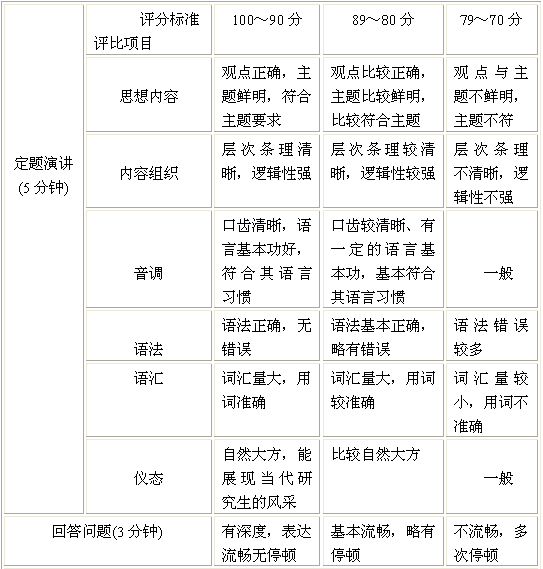 评分标准
评比项目
100～90 分
89～80 分
79～70 分
定题演讲
(5 分钟)
思想内容
观点正确，主
题鲜明，符合
主题要求
观点比较正确，
主题比较鲜明，
比较符合主题
观点与主
题不鲜明，
主题不符
内容组织
层次条理清
晰，逻辑性强
层次条理较清
晰，逻辑性较强
层次条理
不清晰，逻
辑性不强
音调
口齿清晰，语
言基本功好，
符合其语言
习惯
口齿较清晰、有
一定的语言基
本功，基本符合
其语言习惯
一般
语法
语法正确，无
错误
语法基本正确，
略有错误
语法错误
较多
语汇
词汇量大，用
词准确
词汇量大，用词
较准确
词汇量较
小，用词不
准确
仪态
自然大方，能
展现当代研
究生的风采
比较自然大方
一般
回答问题(3 分钟)
有深度，表达
流畅无停顿
基本流畅，略有
停顿
不流畅，多
次停顿